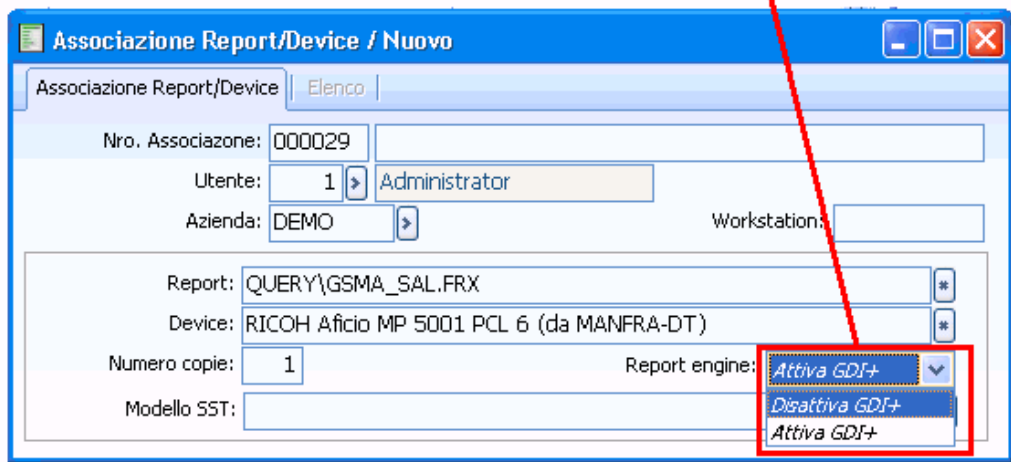 Associazione Report/Device / Nuovo
Associazione Report/Device Elenco
Nro. Associazone: 000029
Utente: 1 Administrator
Azienda: DEMO Workstation:
Report: QUERY\GSMA_SAL.FRX
Device: RICOH Aficio MP 5001 PCL 6 (da MANFRA-DT)
Numero copie: 1 Report engine: Attiva GDI+
Disattiva GDI+
Modello SST:
Attiva GDI+